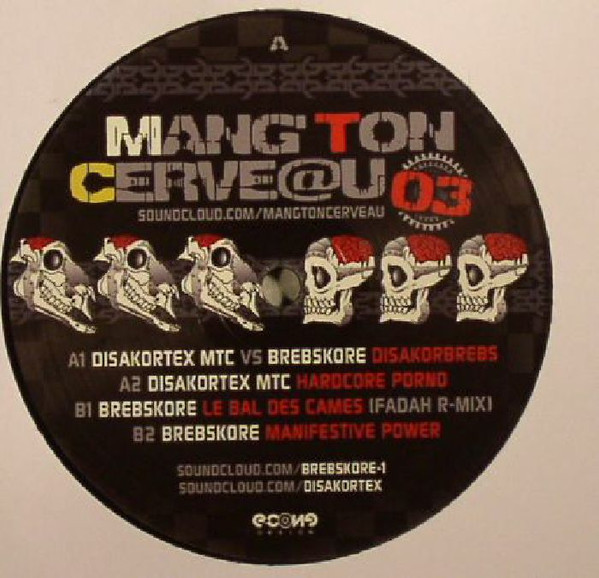 A
MANG'TON
CERVE@U 03
SOUNDCLOUD.COM/MANGTONCERVEAU
A1 DISAKORTEX MTC VS BREBSKORE DISAKORBREBS
A2 DISAKORTEX MTC HARDCORE PORNO
B1 BREBSKORE LE BAL DES CAMES (FADAH R-MIX)
B2 BREBSKORE MANIFESTIVE POWER
SOUNDCLOUD.COM/BREBSKORE-1
SOUNDCLOUD.COM/DISAKORTEX
DESIGN